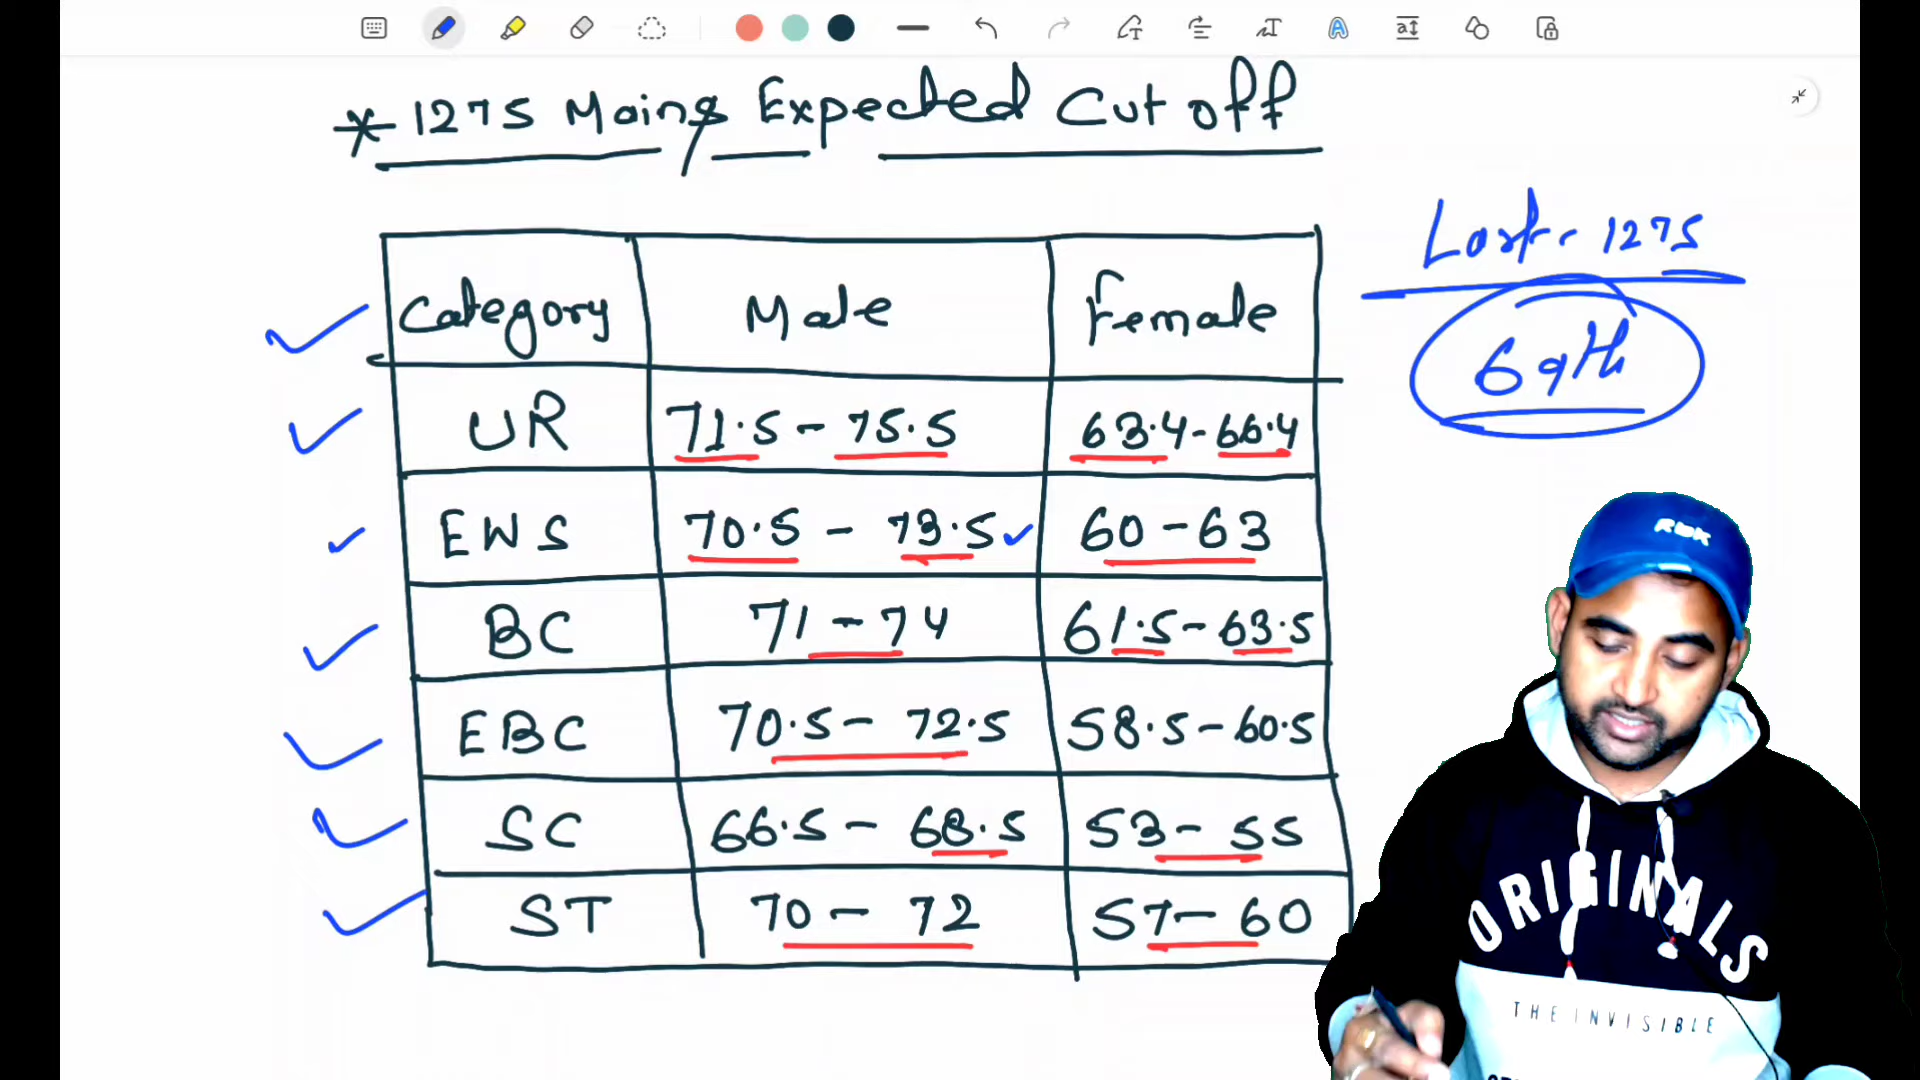 * 1275 Mains Expected Cut off
Last - 1275
69th
Category Male Female
UR 71.5 - 75.5 63.4 - 66.4
EWS 70.5 - 73.5 60 - 63
BC 71 - 74 61.5 - 63.5
EBC 70.5 - 72.5 58.5 - 60.5
SC 66.5 - 68.5 53 - 55
ST 70 - 72 57 - 60
ORIGINALS
THE INVISIBLE